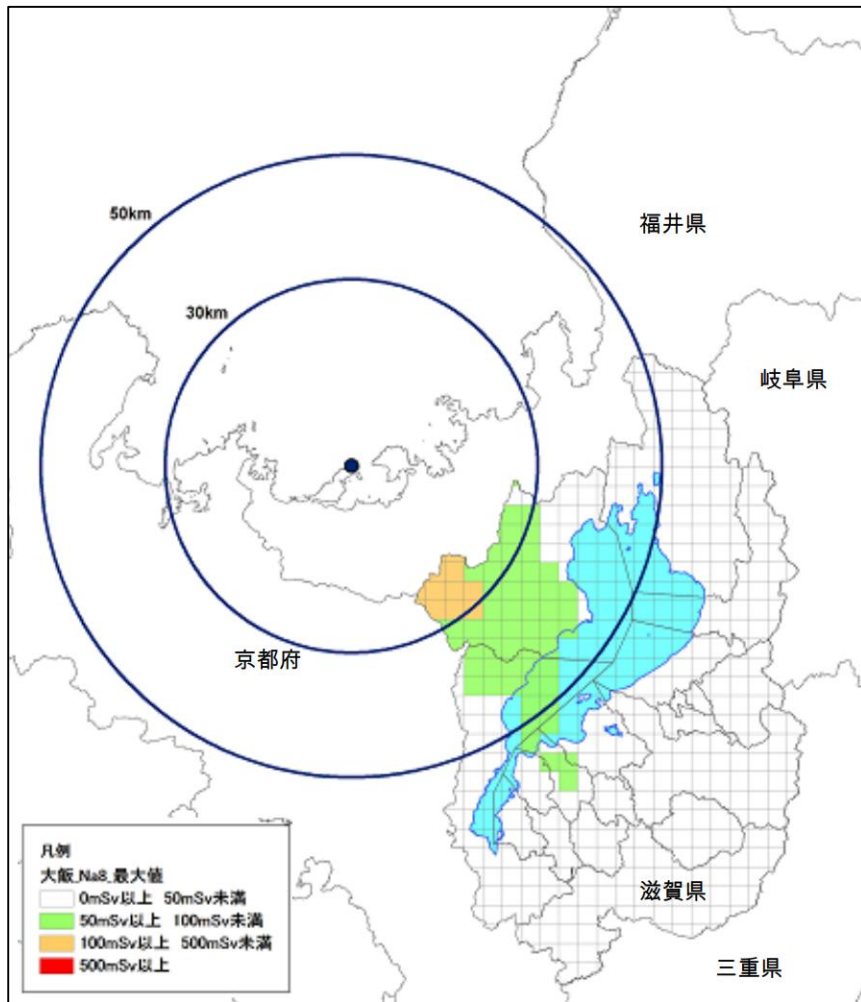 50km
福井県
30km
岐阜県
京都府
凡例
大飯_Na8_最大値
0mSv以上 50mSv未満
50mSv以上 100mSv未満
100mSv以上 500mSv未満
500mSv以上
滋賀県
三重県